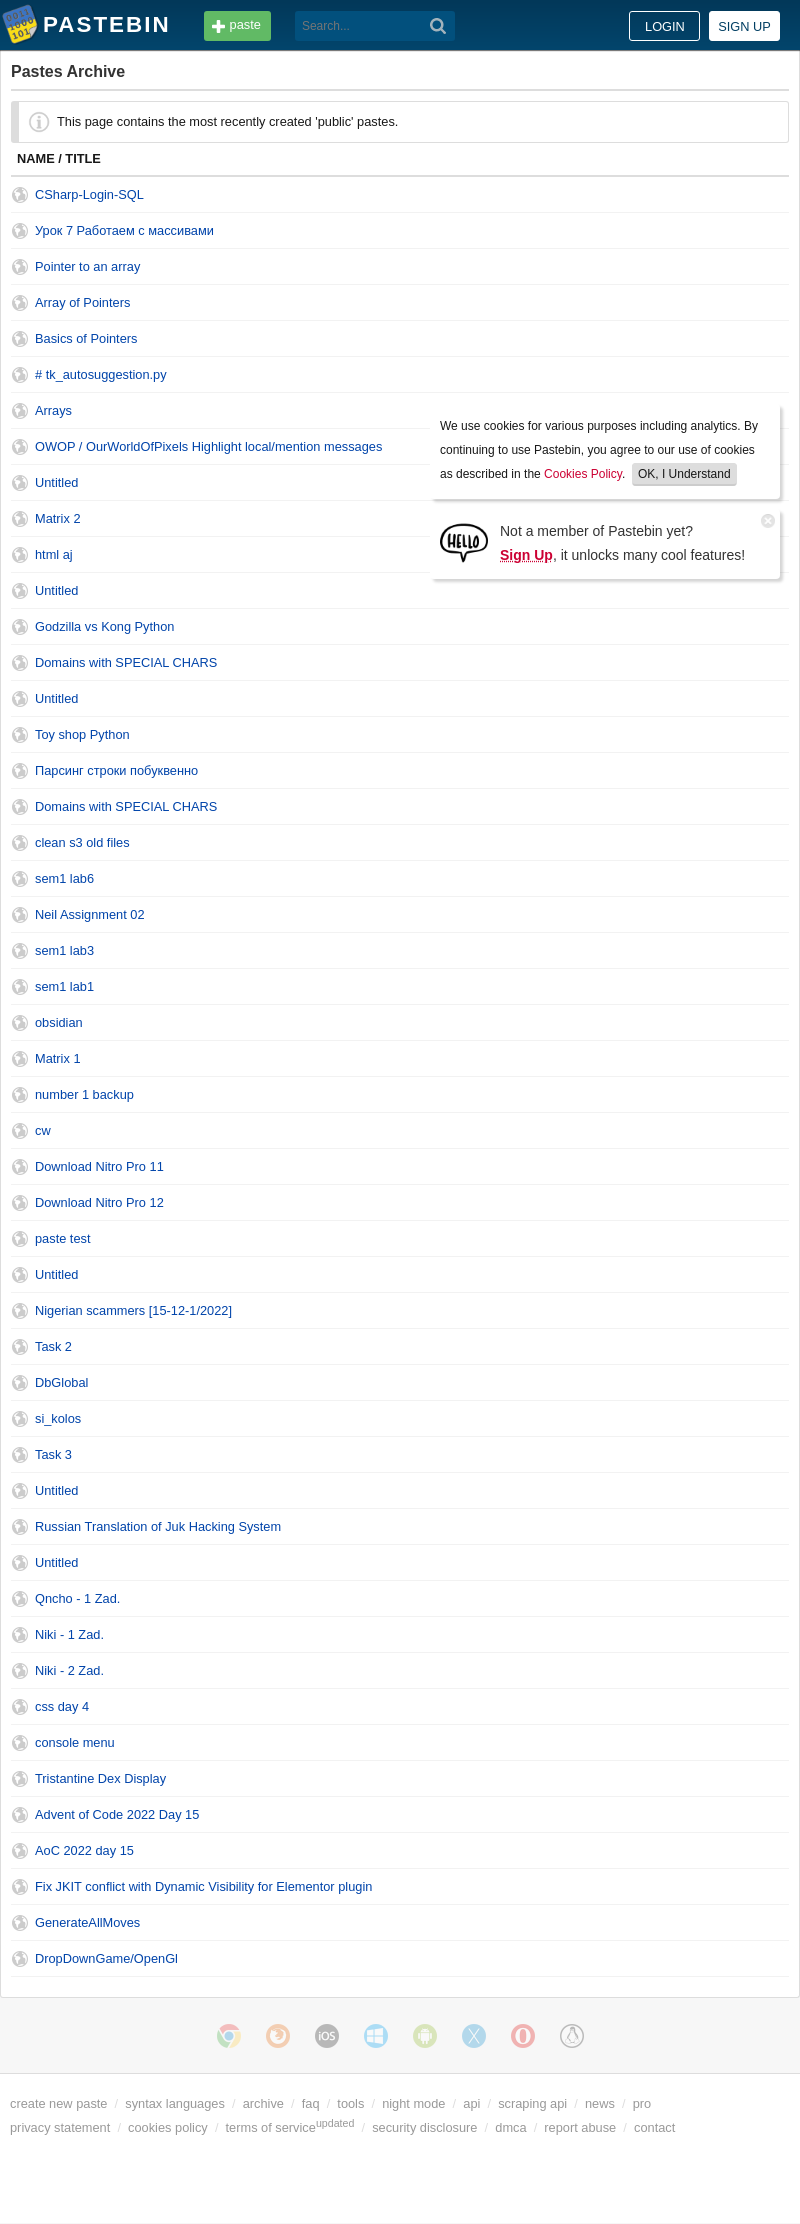 PASTEBIN
paste
Search...
LOGIN
SIGN UP
Pastes Archive
This page contains the most recently created 'public' pastes.
NAME / TITLE
CSharp-Login-SQL
Урок 7 Работаем с массивами
Pointer to an array
Array of Pointers
Basics of Pointers
# tk_autosuggestion.py
Arrays
OWOP / OurWorldOfPixels Highlight local/mention messages
Untitled
Matrix 2
html aj
Untitled
We use cookies for various purposes including analytics. By
continuing to use Pastebin, you agree to our use of cookies
as described in the Cookies Policy. OK, I Understand
HELLO
Not a member of Pastebin yet?
Sign Up, it unlocks many cool features!
Godzilla vs Kong Python
Domains with SPECIAL CHARS
Untitled
Toy shop Python
Парсинг строки побуквенно
Domains with SPECIAL CHARS
clean s3 old files
sem1 lab6
Neil Assignment 02
sem1 lab3
sem1 lab1
obsidian
Matrix 1
number 1 backup
cw
Download Nitro Pro 11
Download Nitro Pro 12
paste test
Untitled
Nigerian scammers [15-12-1/2022]
Task 2
DbGlobal
si_kolos
Task 3
Untitled
Russian Translation of Juk Hacking System
Untitled
Qncho - 1 Zad.
Niki - 1 Zad.
Niki - 2 Zad.
css day 4
console menu
Tristantine Dex Display
Advent of Code 2022 Day 15
AoC 2022 day 15
Fix JKIT conflict with Dynamic Visibility for Elementor plugin
GenerateAllMoves
DropDownGame/OpenGl
iOS
create new paste / syntax languages / archive / faq / tools / night mode / api / scraping api / news / pro
privacy statement / cookies policy / terms of service updated / security disclosure / dmca / report abuse / contact